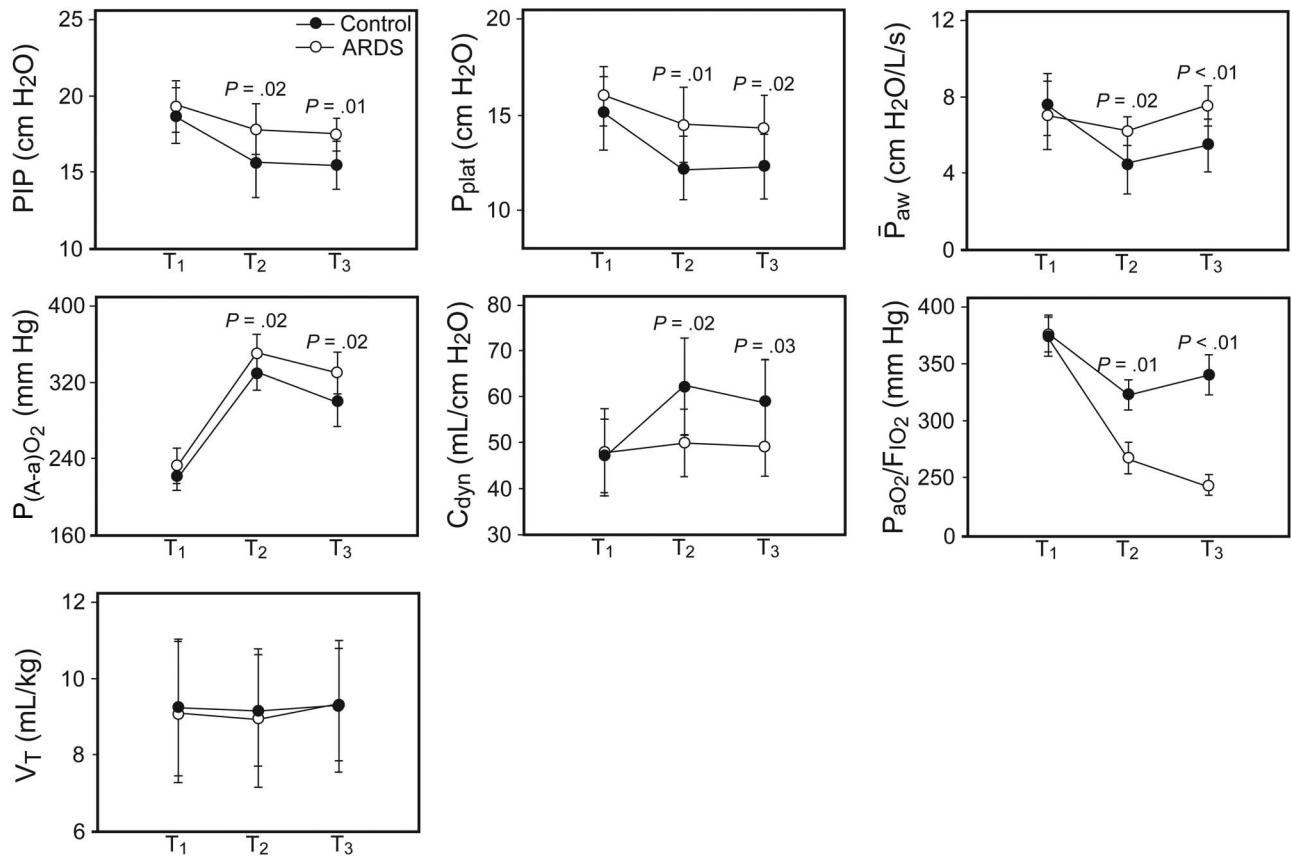 PIP (cm H2O)
25
20
15
10
Control
ARDS
P = .02
P = .01
T1 T2 T3
Pplat (cm H2O)
20
15
10
P = .01
P = .02
T1 T2 T3
P̄aw (cm H2O/L/s)
12
8
4
0
P = .02
P < .01
T1 T2 T3
P(A-a)O2 (mm Hg)
400
320
240
160
P = .02
P = .02
T1 T2 T3
Cdyn (mL/cm H2O)
80
70
60
50
40
30
P = .02
P = .03
T1 T2 T3
PaO2/FIO2 (mm Hg)
400
350
300
250
0
P = .01
P < .01
T1 T2 T3
VT (mL/kg)
12
10
8
6
T1 T2 T3